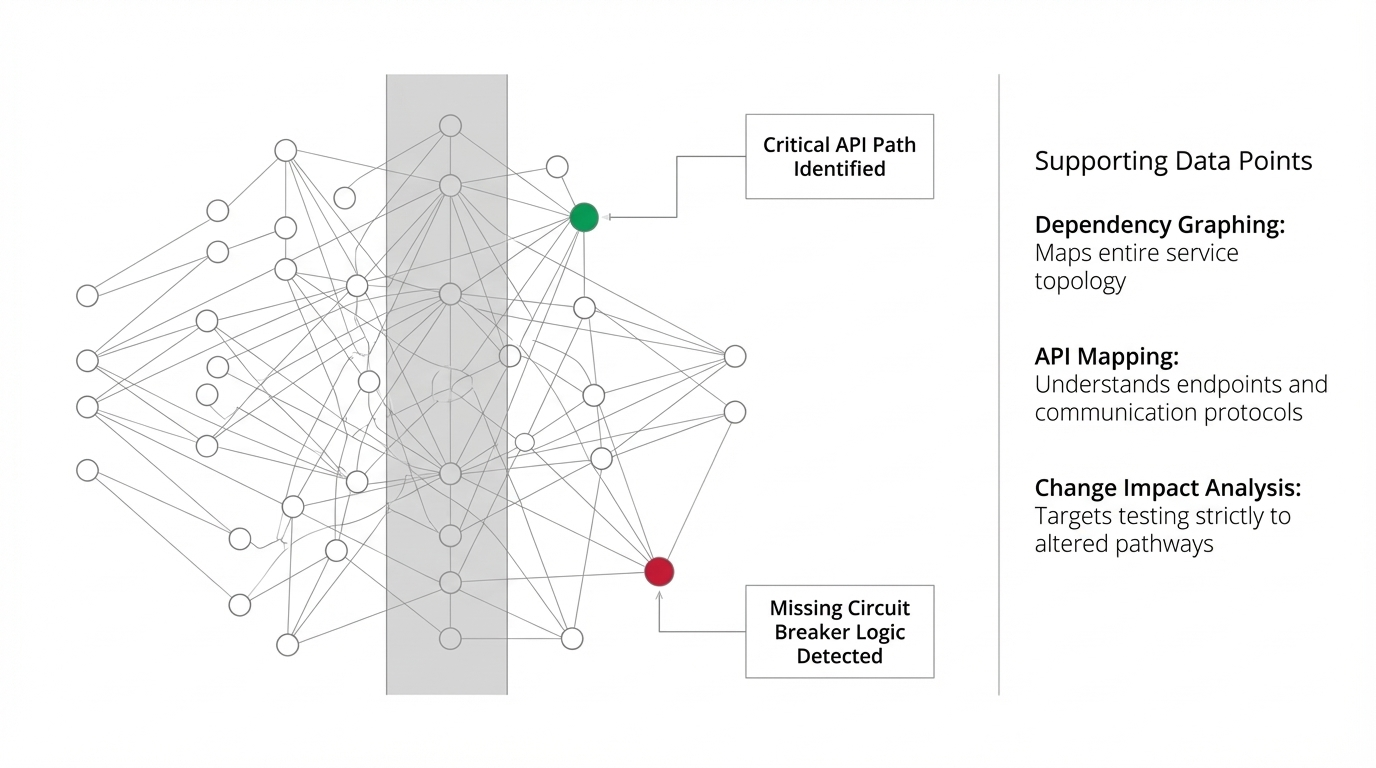 Critical API Path
Identified
Missing Circuit
Breaker Logic
Detected
Supporting Data Points
Dependency Graphing:
Maps entire service
topology
API Mapping:
Understands endpoints and
communication protocols
Change Impact Analysis:
Targets testing strictly to
altered pathways